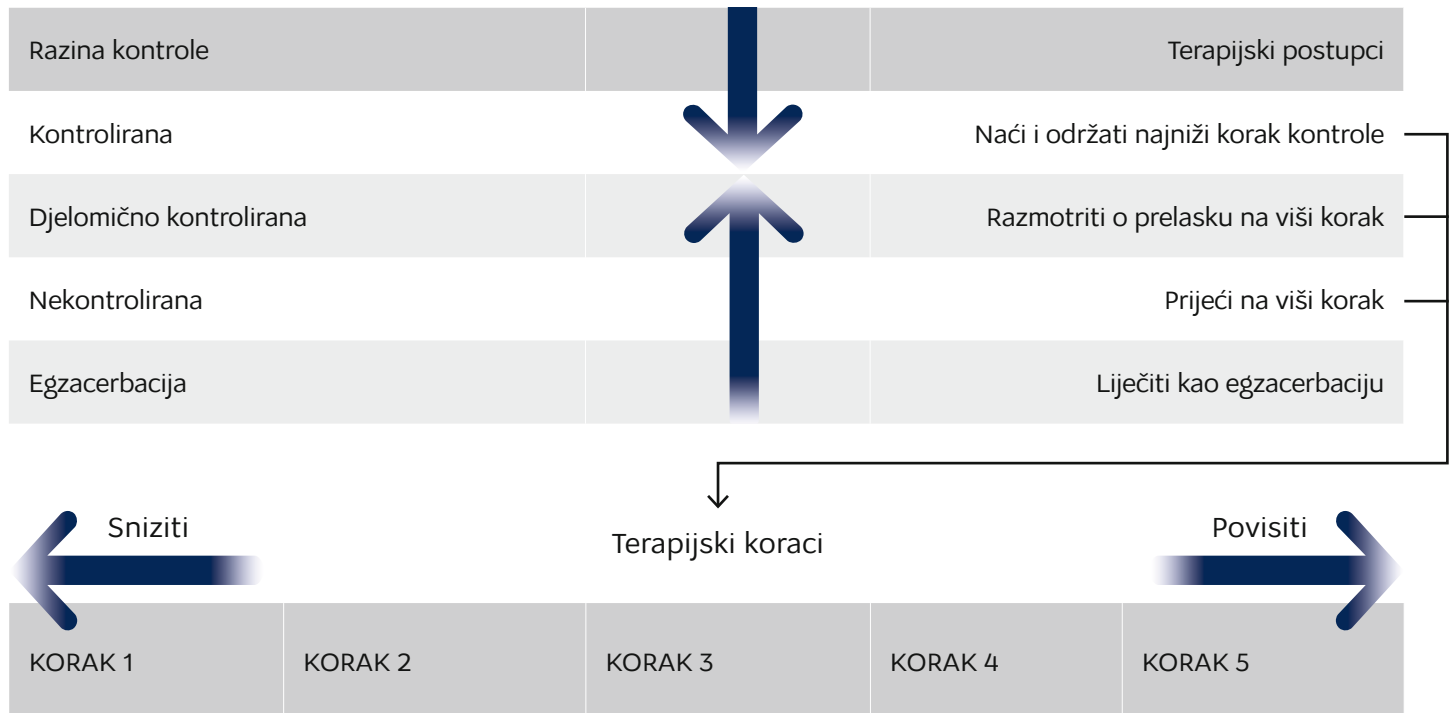 Razina kontrole
Terapijski postupci
Kontrolirana
Naći i održati najniži korak kontrole
Djelomično kontrolirana
Razmotriti o prelasku na viši korak
Nekontrolirana
Prijeći na viši korak
Egzacerbacija
Liječiti kao egzacerbaciju
Sniziti
Terapijski koraci
Povisiti
KORAK 1
KORAK 2
KORAK 3
KORAK 4
KORAK 5